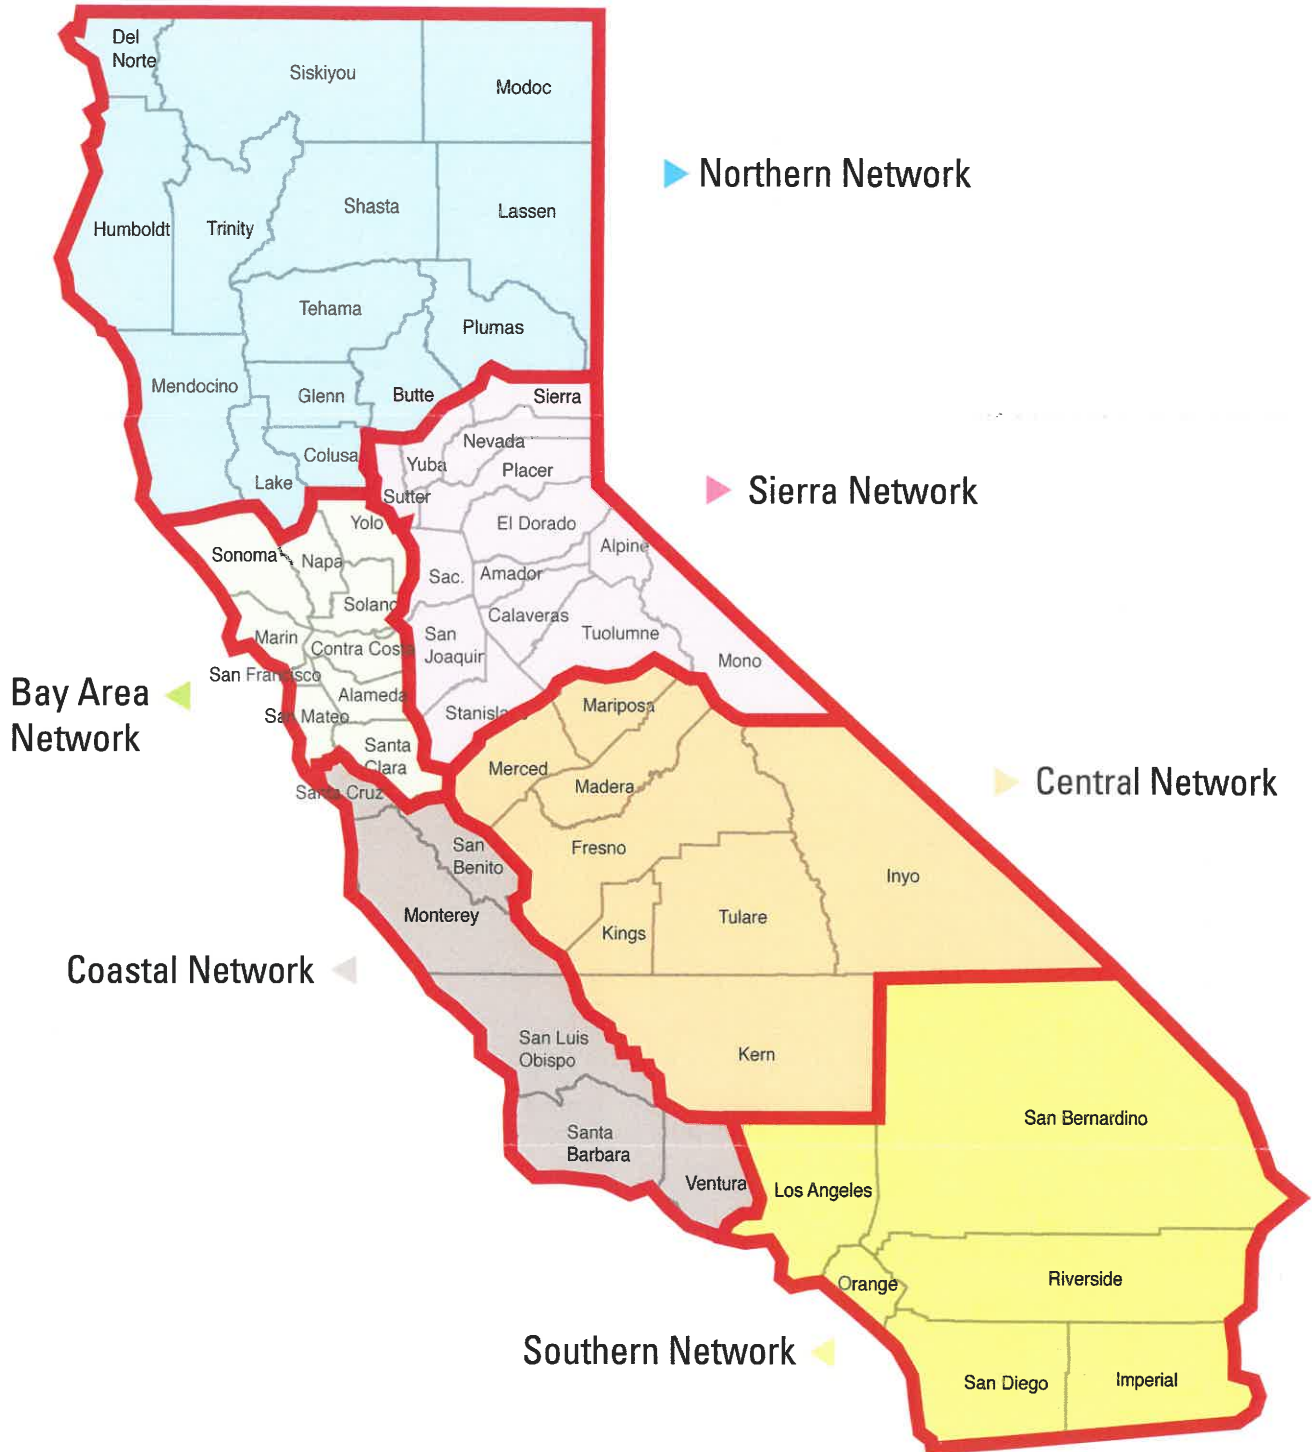 Del
Norte
Siskiyou
Modoc
Northern Network
Humboldt
Trinity
Shasta
Lassen
Tehama
Plumas
Mendocino
Glenn
Butte
Sierra
Nevada
Colusa
Yuba
Placer
Lake
Sutter
Sierra Network
Yolo
El Dorado
Sonoma
Napa
Alpine
Sac.
Amador
Solano
Calaveras
Marin
Contra Costa
San
Joaquin
Tuolumne
Mono
San Francisco
Bay Area
Network
Alameda
San Mateo
Stanislaus
Mariposa
Santa
Clara
Merced
Madera
Central Network
Santa Cruz
San
Benito
Fresno
Inyo
Monterey
Kings
Tulare
Coastal Network
San Luis
Obispo
Kern
San Bernardino
Santa
Barbara
Ventura
Los Angeles
Orange
Riverside
Southern Network
San Diego
Imperial